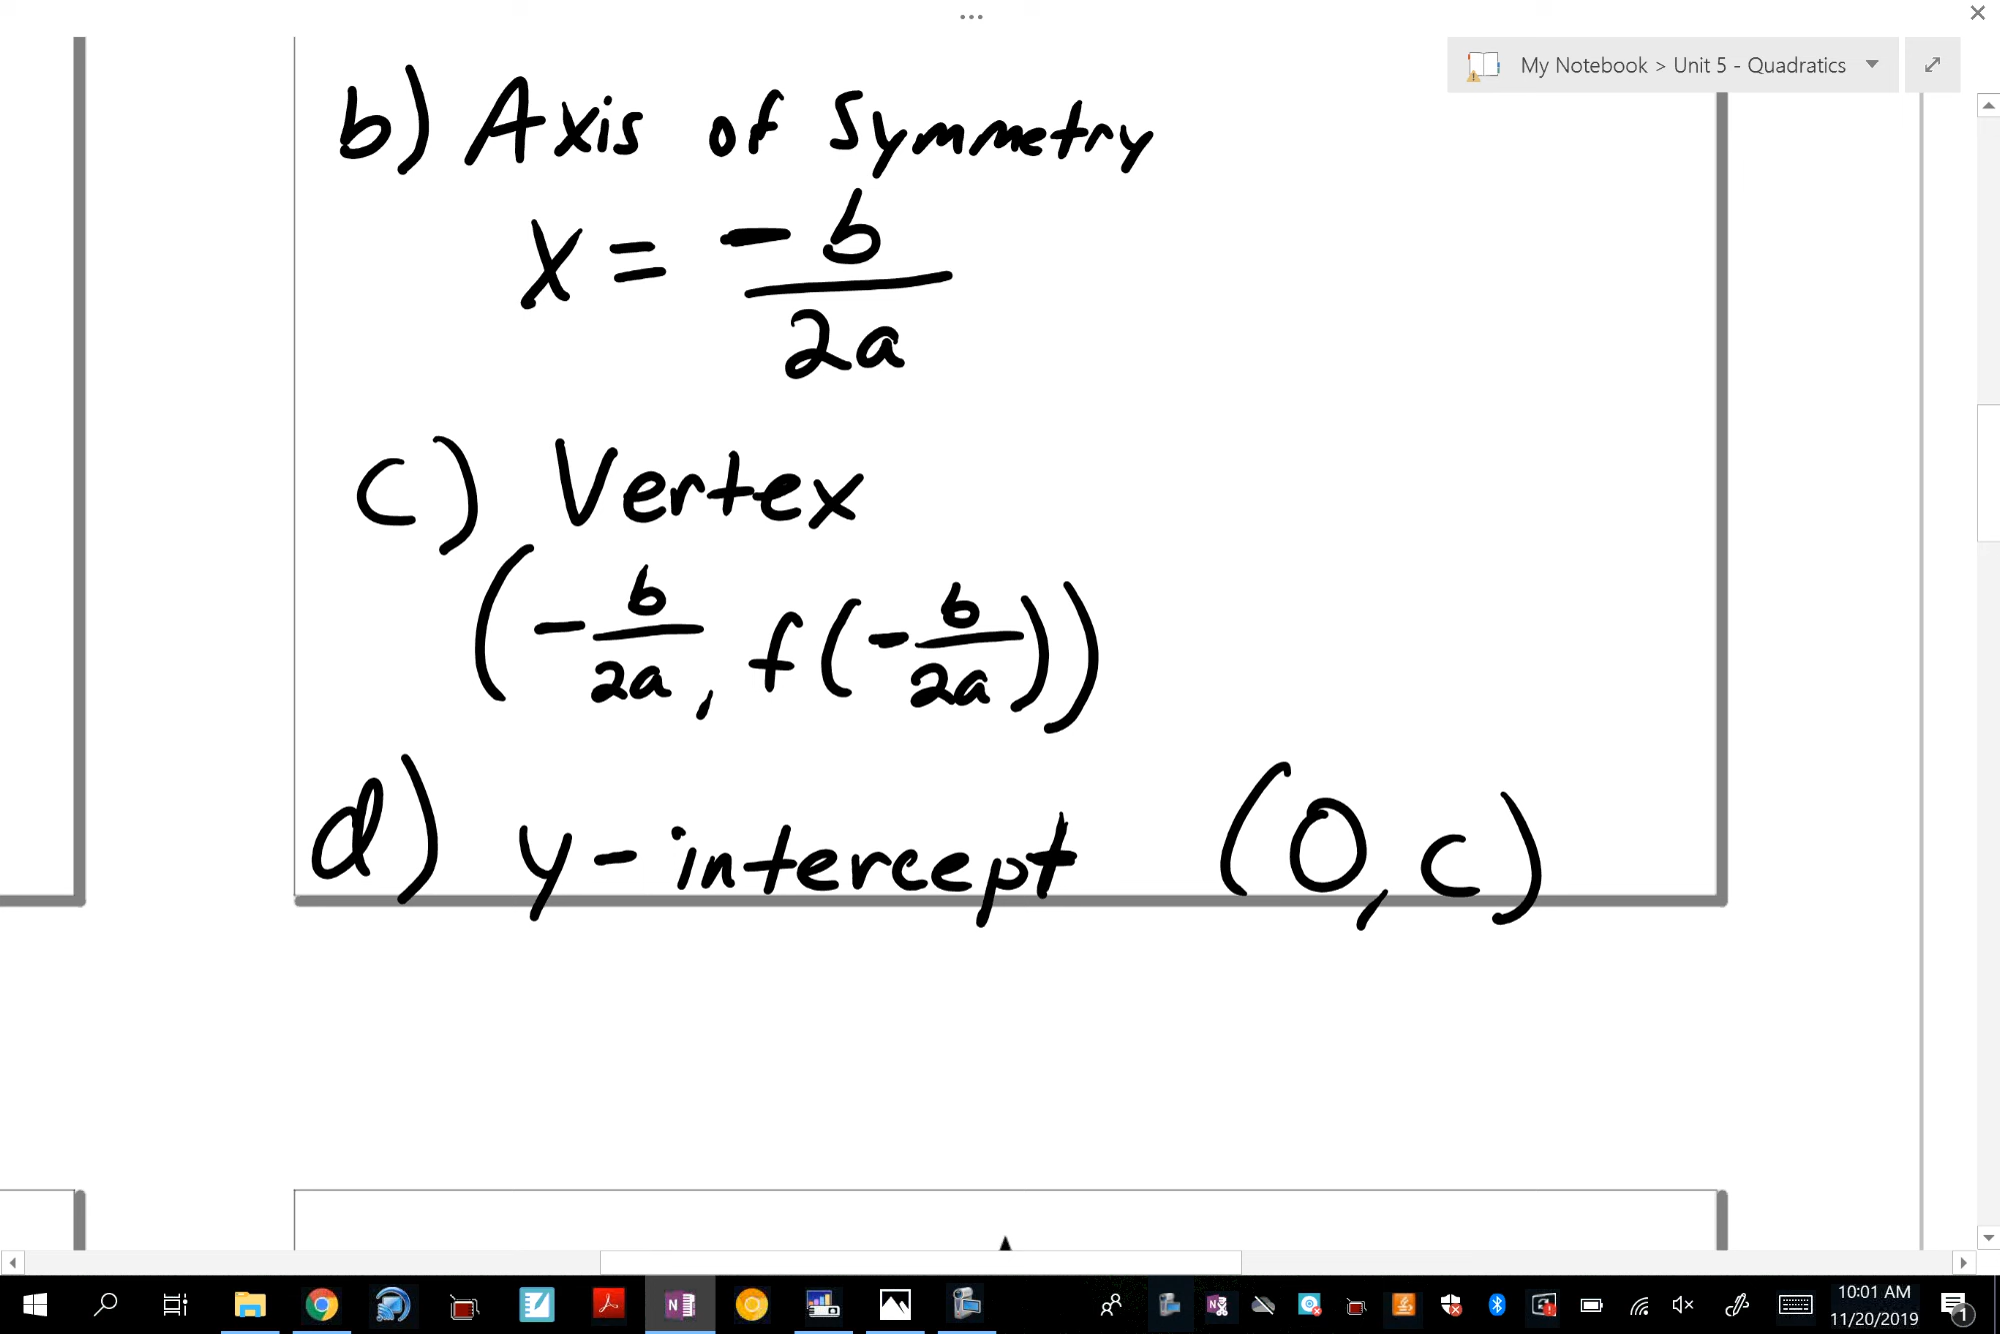 My Notebook > Unit 5 - Quadratics
b) Axis of Symmetry
x = -b/2a
c) Vertex
(-b/2a, f(-b/2a))
d) y-intercept (0, c)
10:01 AM
11/20/2019
1